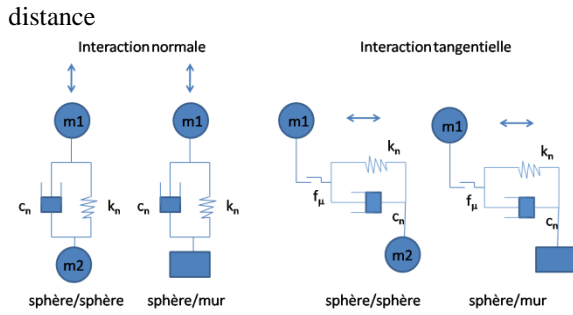 distance
Interaction normale
Interaction tangentielle
m1
m1
c_n
k_n
c_n
k_n
m2
sphère/sphère
sphère/mur
m1
k_n
f_μ
c_n
m2
sphère/sphère
m1
k_n
f_μ
c_n
sphère/mur